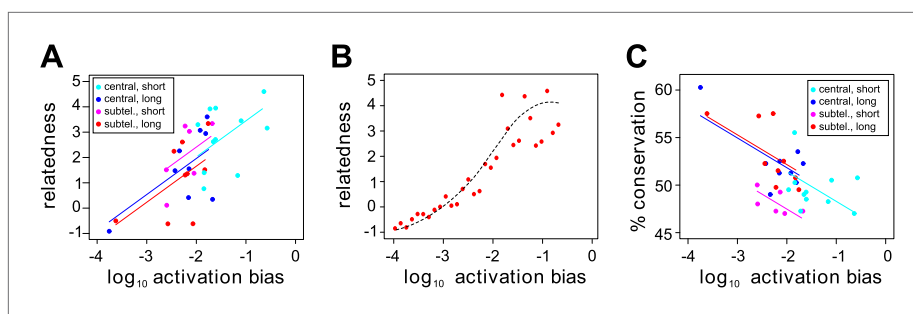 A
relatedness
5
4
3
2
1
0
-1
central, short
central, long
subtel., short
subtel., long
-4 -3 -2 -1 0
log10 activation bias
B
relatedness
5
4
3
2
1
0
-1
-4 -3 -2 -1 0
log10 activation bias
C
% conservation
60
55
50
45
central, short
central, long
subtel., short
subtel., long
-4 -3 -2 -1 0
log10 activation bias